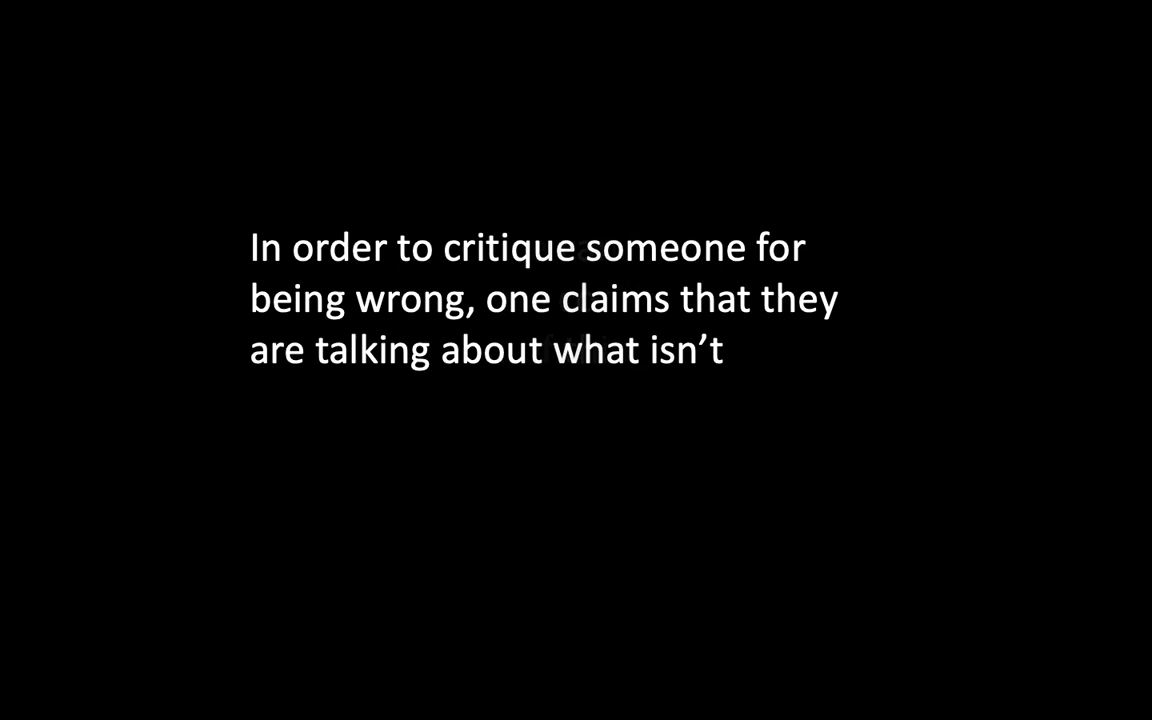 In order to critique someone for
being wrong, one claims that they
are talking about what isn’t